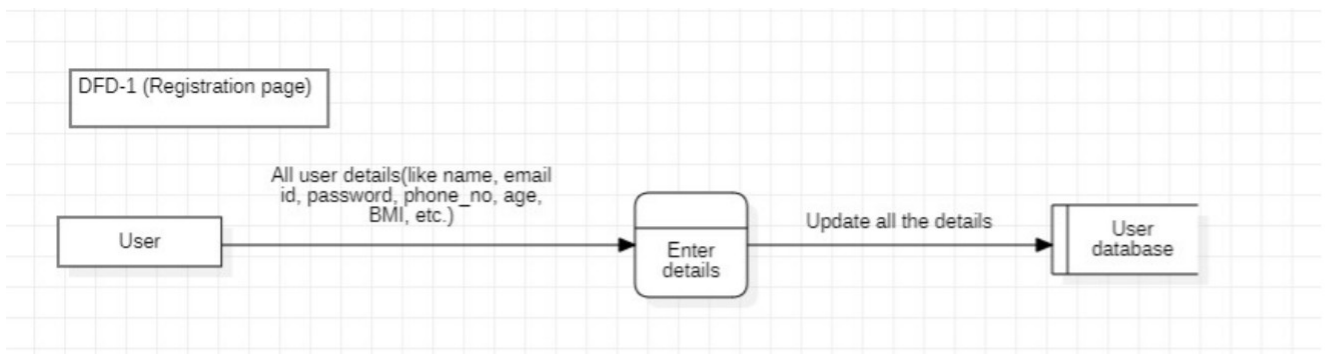 DFD-1 (Registration page)
All user details(like name, email
id, password, phone_no, age,
BMI, etc.)
User
Enter
details
Update all the details
User
database